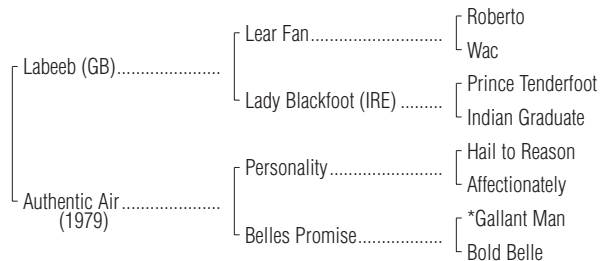 Roberto
Lear Fan
Wac
Labeeb (GB)
Prince Tenderfoot
Lady Blackfoot (IRE)
Indian Graduate
Hail to Reason
Personality
Affectionately
Authentic Air
(1979)
*Gallant Man
Belles Promise
Bold Belle